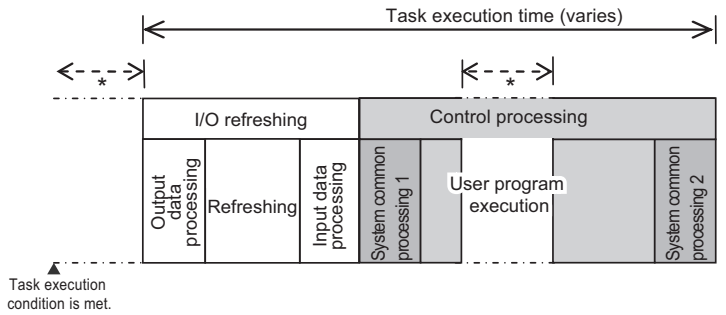 Task execution time (varies)
*
*
I/O refreshing
Control processing
Output
data
processing
Refreshing
Input data
processing
System common
processing 1
User program
execution
System common
processing 2
Task execution
condition is met.